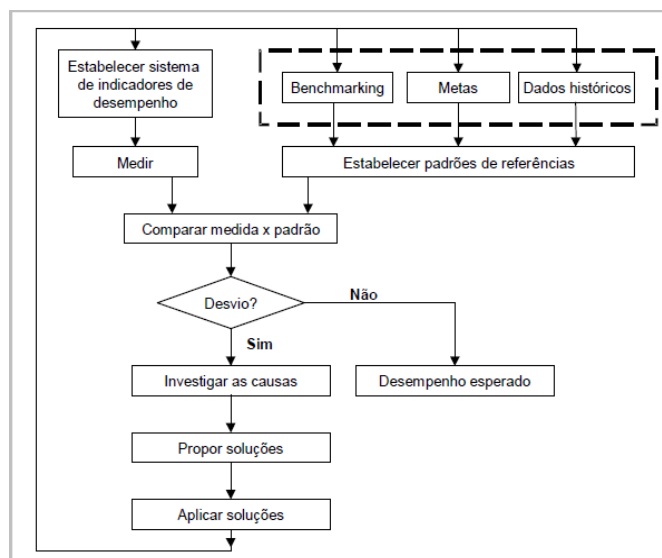 Estabelecer sistema
de indicadores de
desempenho
Benchmarking
Metas
Dados históricos
Medir
Estabelecer padrões de referências
Comparar medida x padrão
Desvio?
Não
Sim
Investigar as causas
Desempenho esperado
Propor soluções
Aplicar soluções